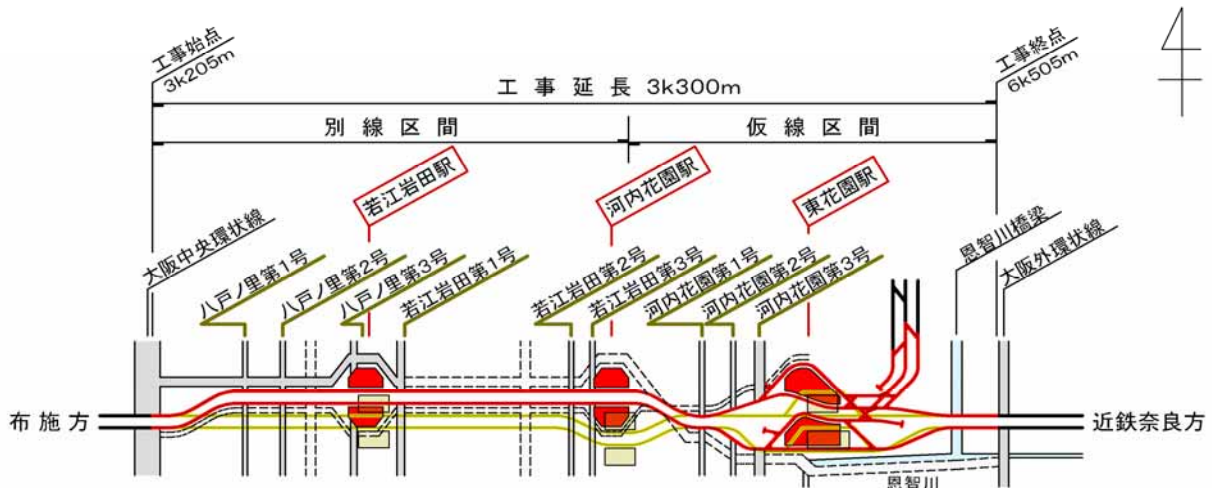 工事始点
3k205m
工事終点
6k505m
工事延長 3k300m
別線区間
仮線区間
若江岩田駅
河内花園駅
東花園駅
大阪中央環状線
八戸ノ里第1号
八戸ノ里第2号
八戸ノ里第3号
若江岩田第1号
若江岩田第2号
若江岩田第3号
河内花園第1号
河内花園第2号
河内花園第3号
恩智川橋梁
大阪外環状線
布施方
近鉄奈良方
恩智川